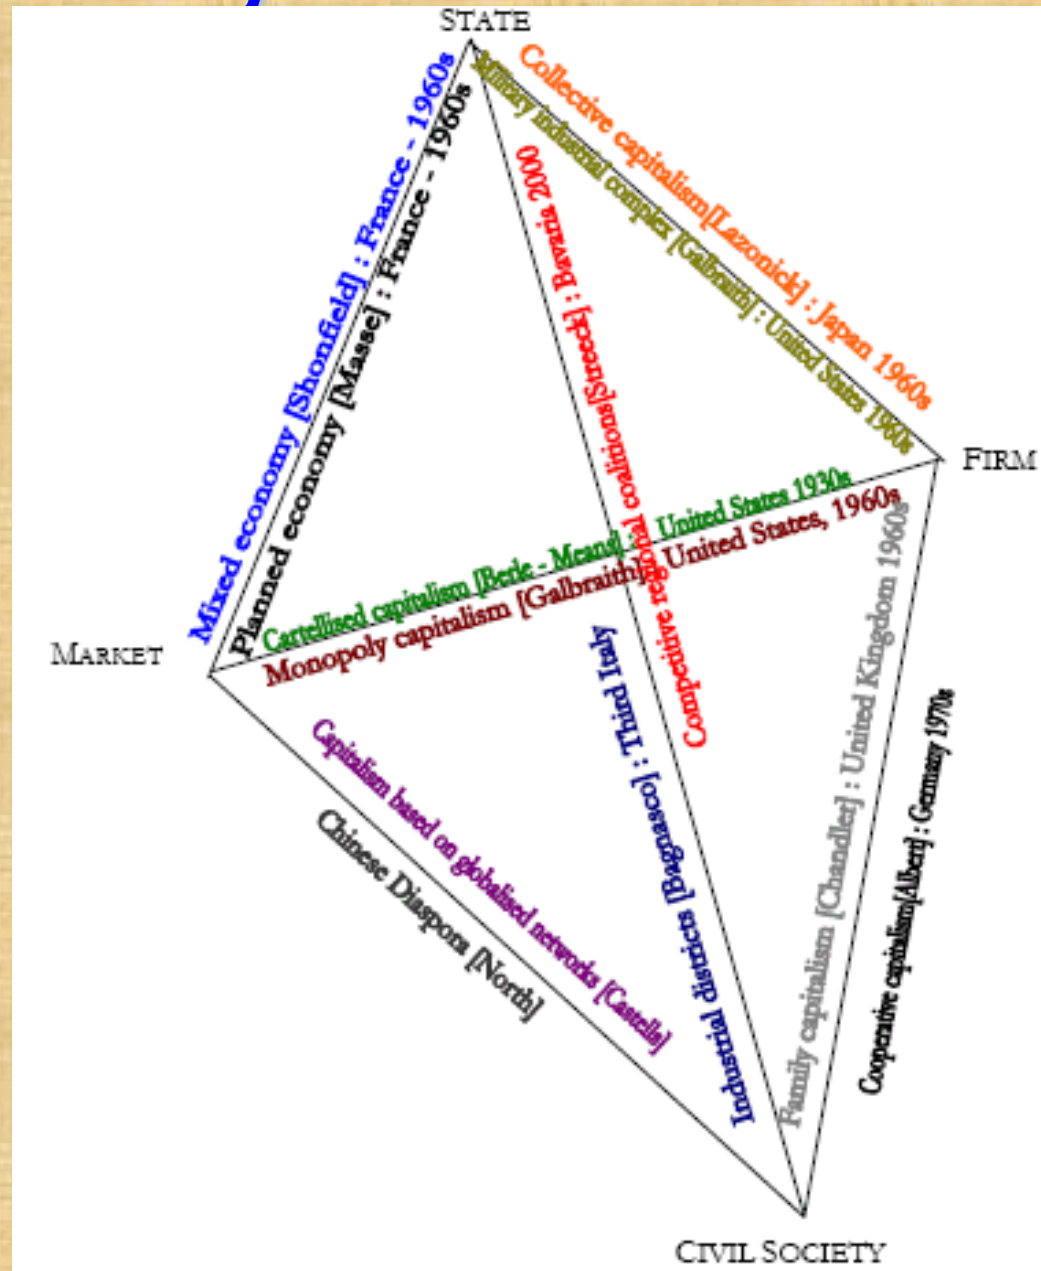 STATE
Mixed economy [Shonfield] : France - 1960s
Planned economy [Masse] : France - 1960s
Collective capitalism[Lazonick] : Japan 1960s
Military industrial complex [Galbraith] : United States 1960s
Competitive regional coalitions[Streeck] : Bavaria 2000
FIRM
Cartellised capitalism [Berle - Means] : United States 1930s
Monopoly capitalism [Galbraith] : United States, 1960s
MARKET
Capitalism based on globalised networks [Castells]
Chinese Diaspora [North]
Industrial districts [Bagnasco] : Third Italy
Family capitalism [Chandler] : United Kingdom 1960s
Cooperative capitalism[Albert] : Germany 1970s
CIVIL SOCIETY